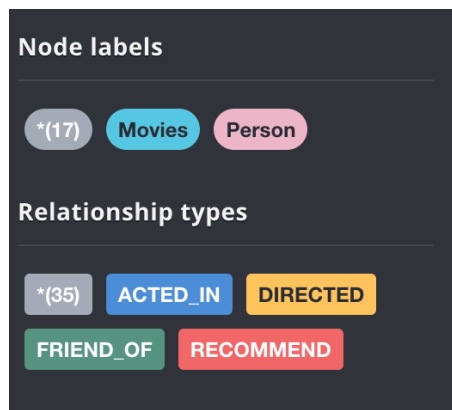 Node labels
*(17) Movies Person
Relationship types
*(35) ACTED_IN DIRECTED
FRIEND_OF RECOMMEND